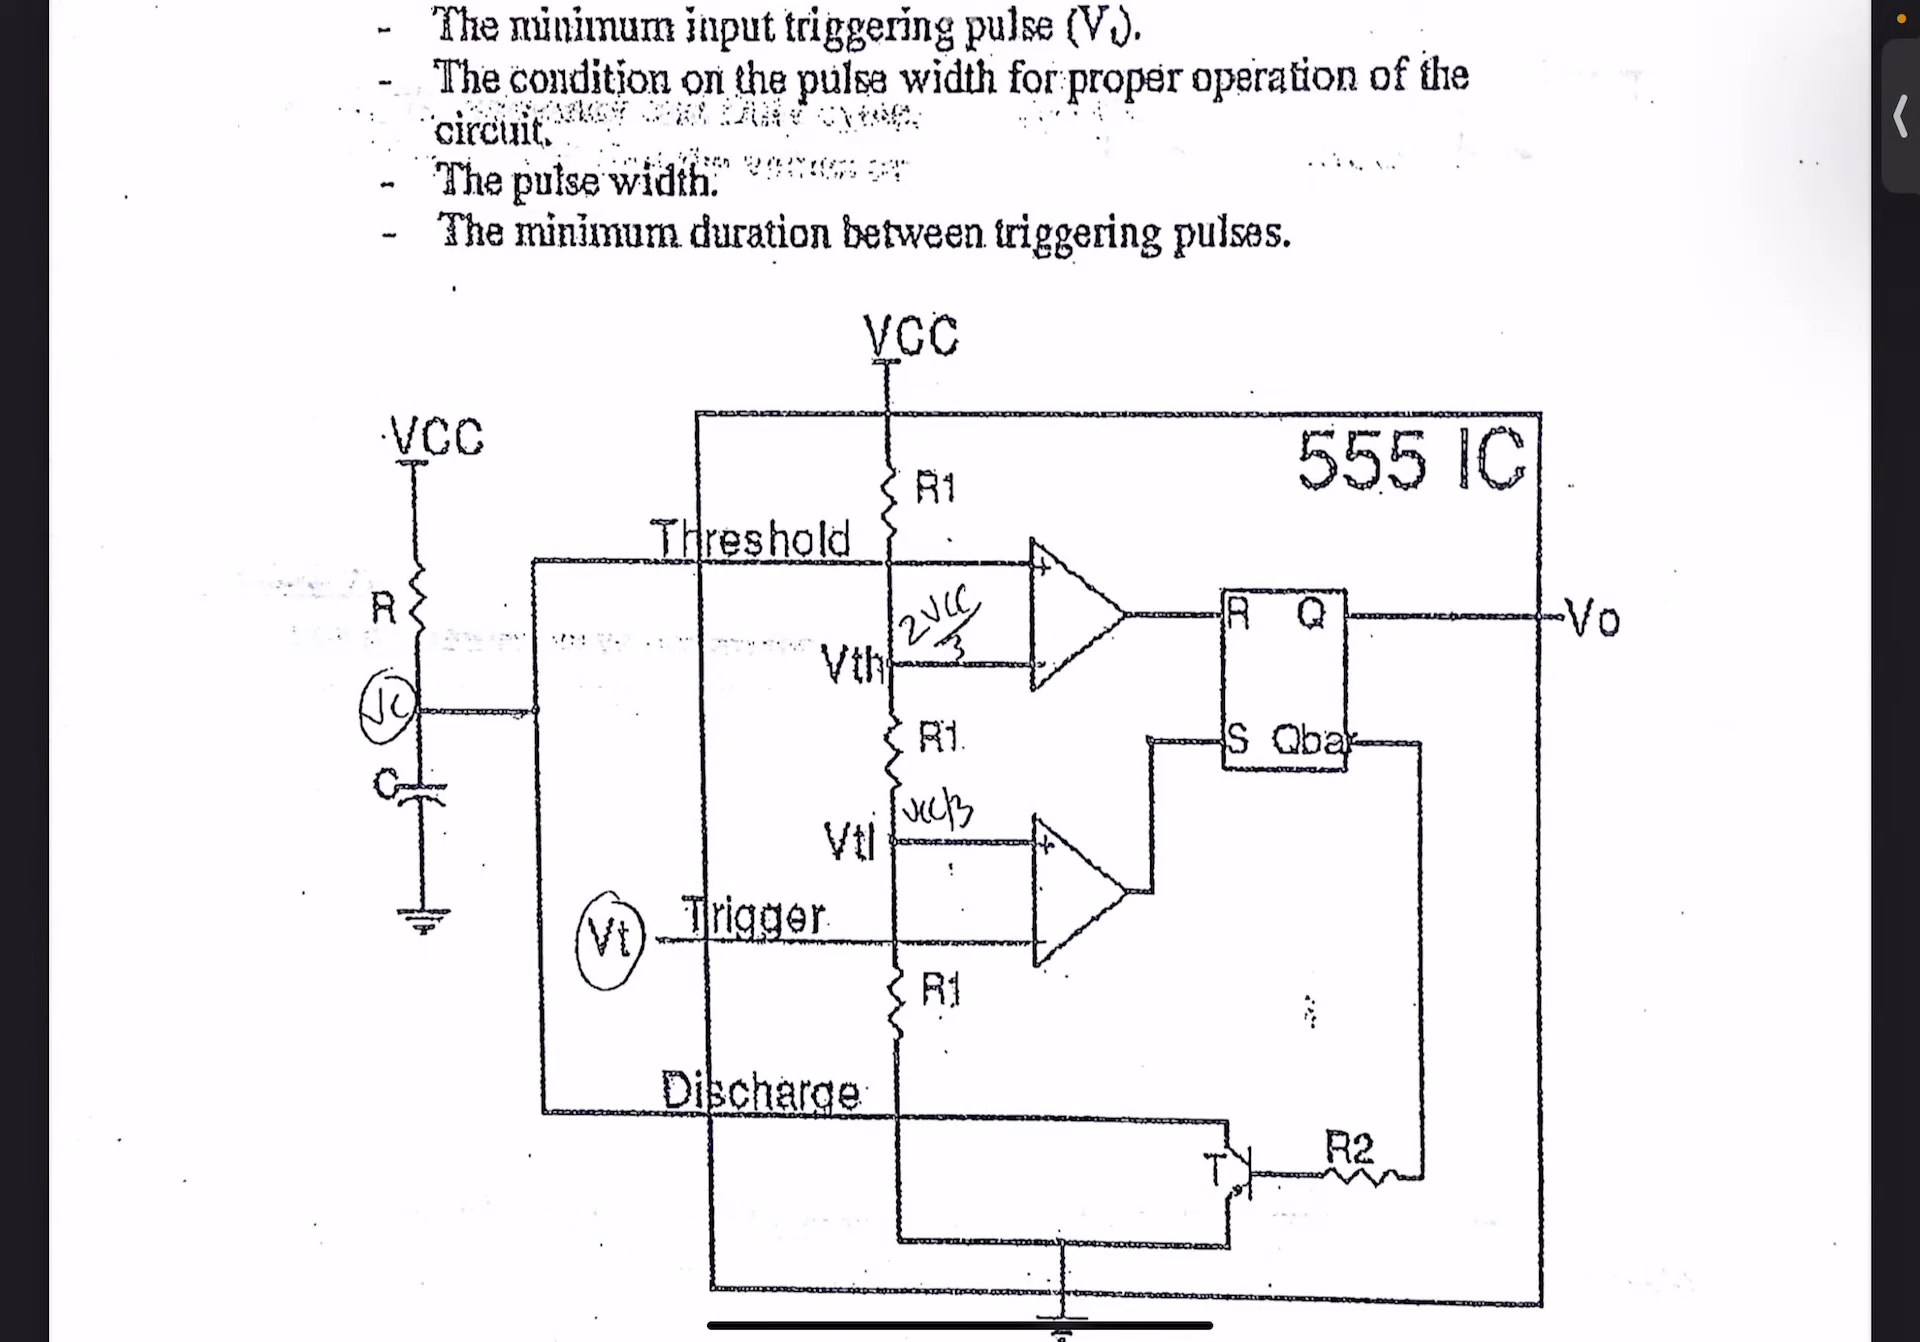 - The minimum input triggering pulse (Vt).
- The condition on the pulse width for proper operation of the
circuit.
- The pulse width.
- The minimum duration between triggering pulses.
VCC
VCC
555 IC
R1
Threshold
R
2VCC/3
R Q
Vo
Vth
Vc
R1
S Qbar
C
VCC/3
Vtl
Trigger
Vt
R1
Discharge
T
R2